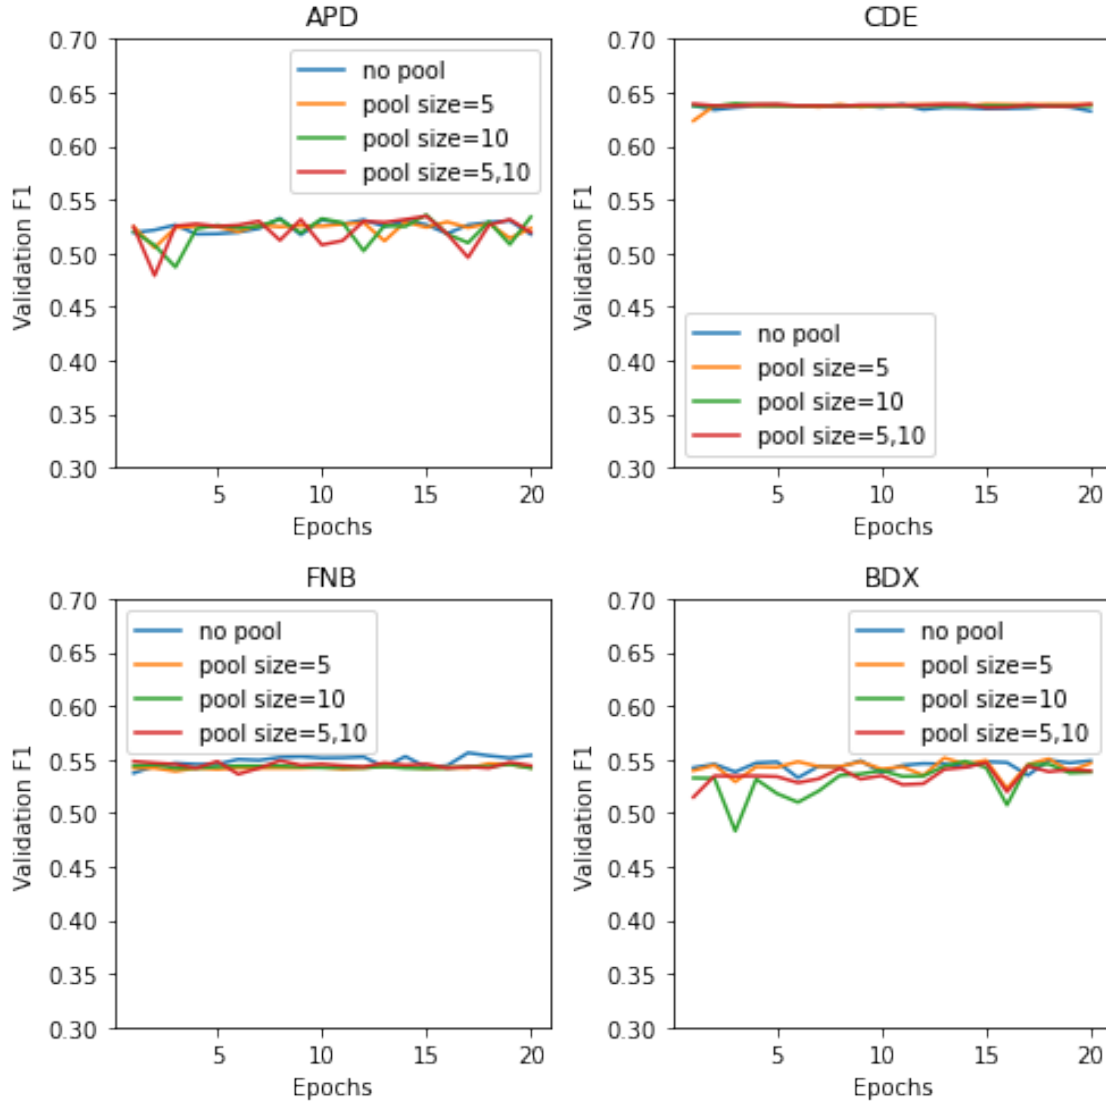 APD
0.70
0.65
0.60
0.55
0.50
0.45
0.40
0.35
0.30
Validation F1
no pool
pool size=5
pool size=10
pool size=5,10
5 10 15 20
Epochs
CDE
0.70
0.65
0.60
0.55
0.50
0.45
0.40
0.35
0.30
Validation F1
no pool
pool size=5
pool size=10
pool size=5,10
5 10 15 20
Epochs
FNB
0.70
0.65
0.60
0.55
0.50
0.45
0.40
0.35
0.30
Validation F1
no pool
pool size=5
pool size=10
pool size=5,10
5 10 15 20
Epochs
BDX
0.70
0.65
0.60
0.55
0.50
0.45
0.40
0.35
0.30
Validation F1
no pool
pool size=5
pool size=10
pool size=5,10
5 10 15 20
Epochs